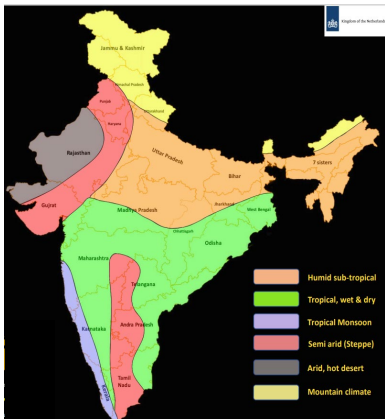 Kingdom of the Netherlands
Jammu & Kashmir
Himachal Pradesh
Punjab
Uttarakhand
Haryana
Rajasthan
Uttar Pradesh
7 sisters
Bihar
Gujrat
Jharkhand
Madhya Pradesh
West Bengal
Chhattisgarh
Odisha
Maharashtra
Telangana
Andra Pradesh
Karnataka
Tamil
Nadu
Kerala
Humid sub-tropical
Tropical, wet & dry
Tropical Monsoon
Semi arid (Steppe)
Arid, hot desert
Mountain climate